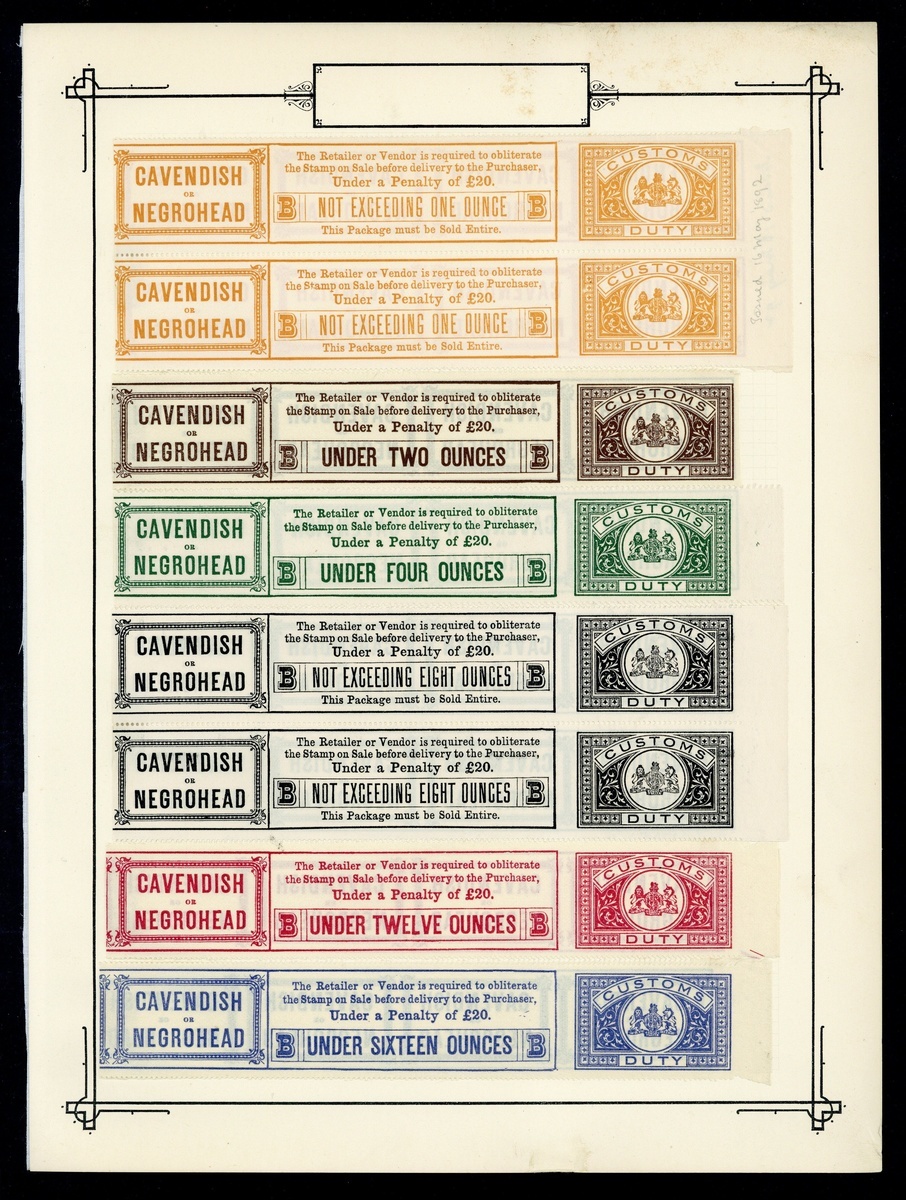 CAVENDISH
OR
NEGROHEAD
The Retailer or Vendor is required to obliterate
the Stamp on Sale before delivery to the Purchaser,
Under a Penalty of £20.
B NOT EXCEEDING ONE OUNCE B
This Package must be Sold Entire.
CUSTOMS
DUTY
CAVENDISH
OR
NEGROHEAD
The Retailer or Vendor is required to obliterate
the Stamp on Sale before delivery to the Purchaser,
Under a Penalty of £20.
B NOT EXCEEDING ONE OUNCE B
This Package must be Sold Entire.
CUSTOMS
DUTY
Issued 16 May 1892
CAVENDISH
OR
NEGROHEAD
The Retailer or Vendor is required to obliterate
the Stamp on Sale before delivery to the Purchaser,
Under a Penalty of £20.
B UNDER TWO OUNCES B
CUSTOMS
DUTY
CAVENDISH
OR
NEGROHEAD
The Retailer or Vendor is required to obliterate
the Stamp on Sale before delivery to the Purchaser,
Under a Penalty of £20.
B UNDER FOUR OUNCES B
CUSTOMS
DUTY
CAVENDISH
OR
NEGROHEAD
The Retailer or Vendor is required to obliterate
the Stamp on Sale before delivery to the Purchaser,
Under a Penalty of £20.
B NOT EXCEEDING EIGHT OUNCES B
This Package must be Sold Entire.
CUSTOMS
DUTY
CAVENDISH
OR
NEGROHEAD
The Retailer or Vendor is required to obliterate
the Stamp on Sale before delivery to the Purchaser,
Under a Penalty of £20.
B NOT EXCEEDING EIGHT OUNCES B
This Package must be Sold Entire.
CUSTOMS
DUTY
CAVENDISH
OR
NEGROHEAD
The Retailer or Vendor is required to obliterate
the Stamp on Sale before delivery to the Purchaser,
Under a Penalty of £20.
B UNDER TWELVE OUNCES B
CUSTOMS
DUTY
CAVENDISH
OR
NEGROHEAD
The Retailer or Vendor is required to obliterate
the Stamp on Sale before delivery to the Purchaser,
Under a Penalty of £20.
B UNDER SIXTEEN OUNCES B
CUSTOMS
DUTY